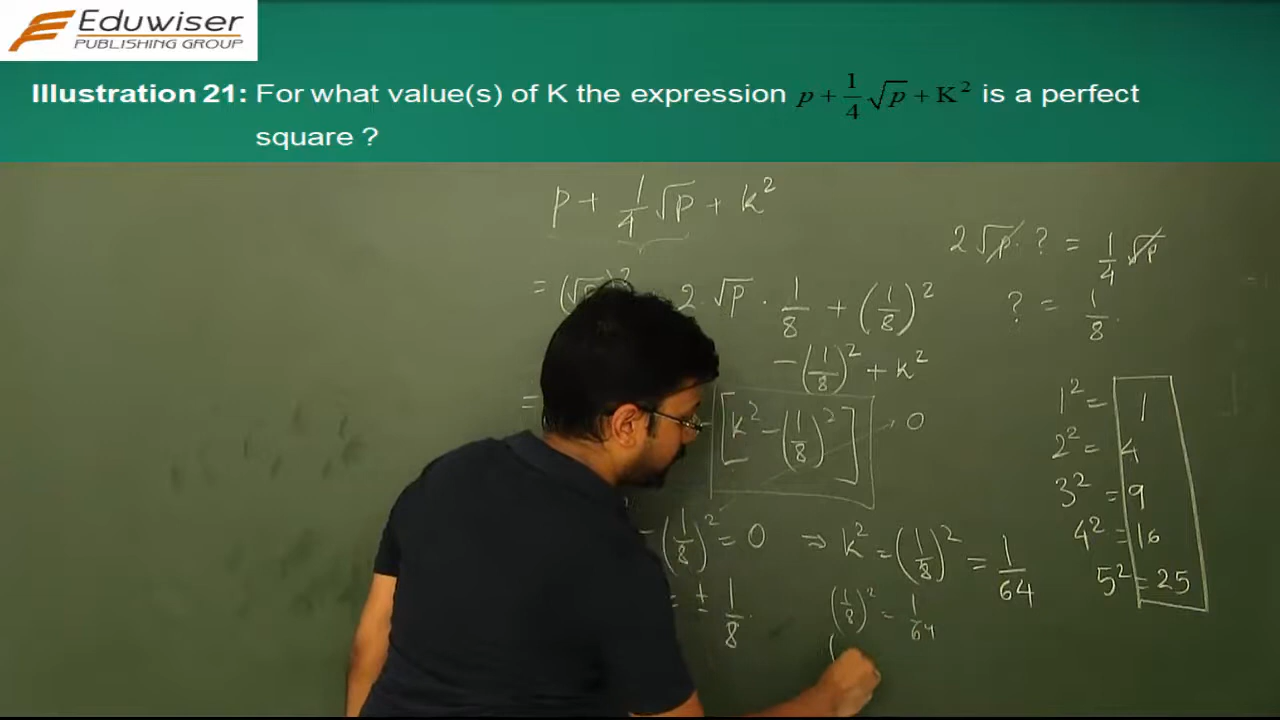 Eduwiser
PUBLISHING GROUP
Illustration 21: For what value(s) of K the expression p + 1/4 √p + K² is a perfect
square ?
p + 1/4 √p + k²
= (√p)² 2 · √p · 1/8 + (1/8)²
- (1/8)² + k²
= [k² - (1/8)²] → 0
- (1/8)² = 0 ⇒ k² = (1/8)² = 1/64
= ± 1/8.
(1/8)² = 1/64
(
2√p · ? = 1/4 √p
? = 1/8.
1² = 1
2² = 4
3² = 9
4² = 16
5² = 25